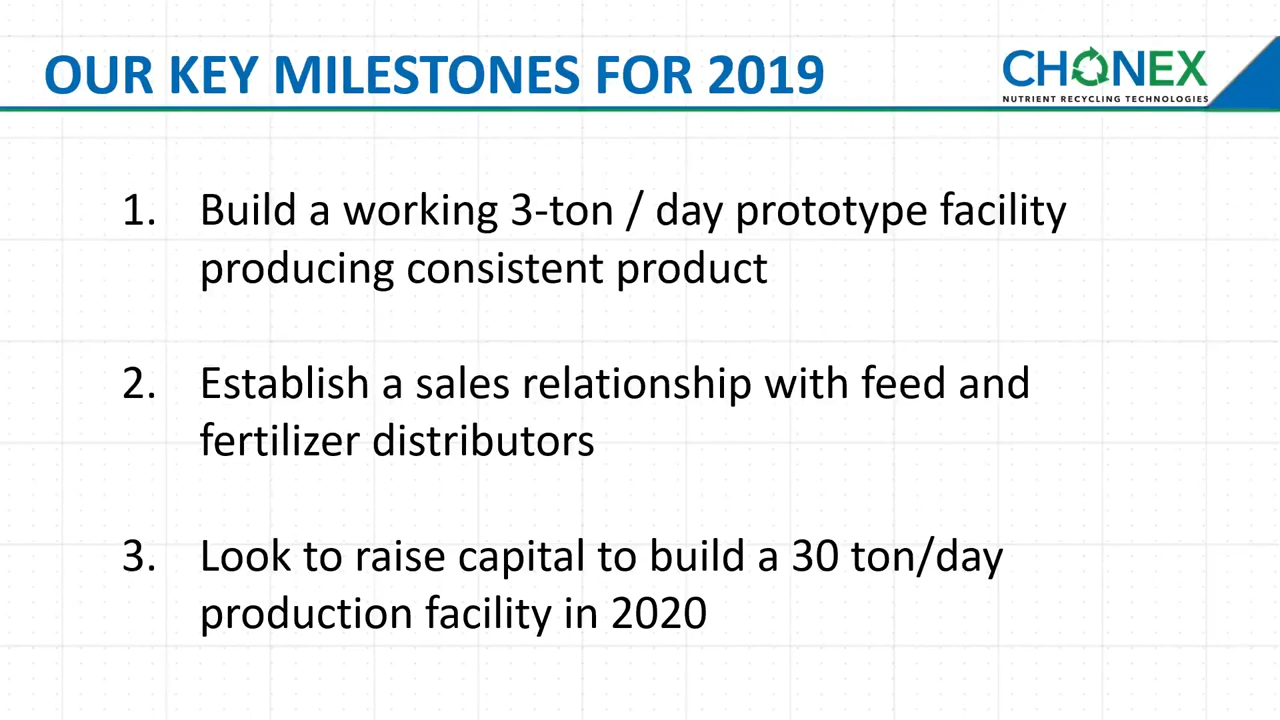 OUR KEY MILESTONES FOR 2019
CHONEX
NUTRIENT RECYCLING TECHNOLOGIES
1. Build a working 3-ton / day prototype facility
producing consistent product
2. Establish a sales relationship with feed and
fertilizer distributors
3. Look to raise capital to build a 30 ton/day
production facility in 2020